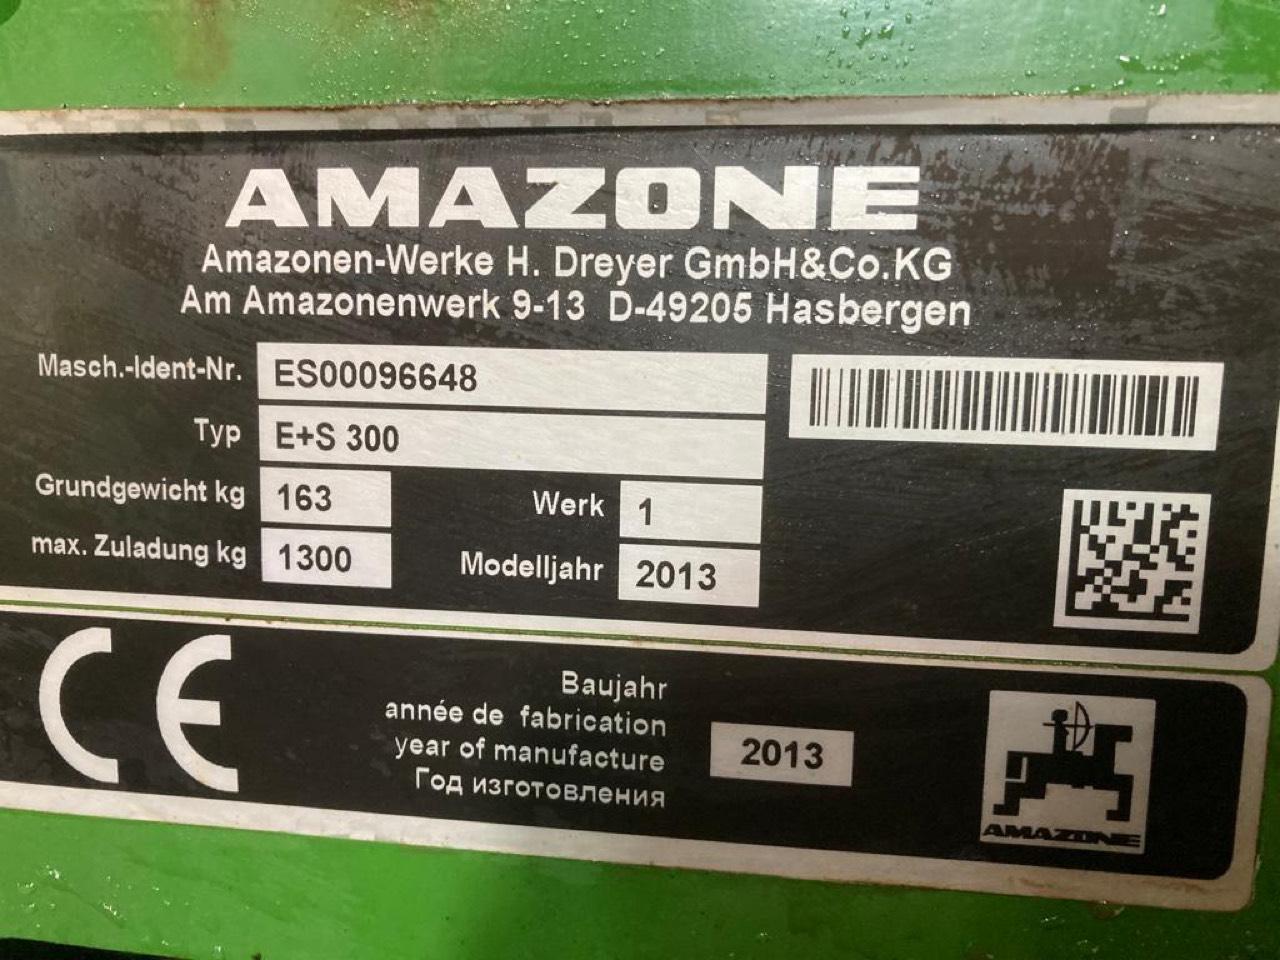 AMAZONE
Amazonen-Werke H. Dreyer GmbH&Co.KG
Am Amazonenwerk 9-13 D-49205 Hasbergen
Masch.-Ident-Nr. ES00096648
Typ E+S 300
Grundgewicht kg 163 Werk 1
max. Zuladung kg 1300 Modelljahr 2013
CE
Baujahr
année de fabrication
year of manufacture 2013
Год изготовления
AMAZONE